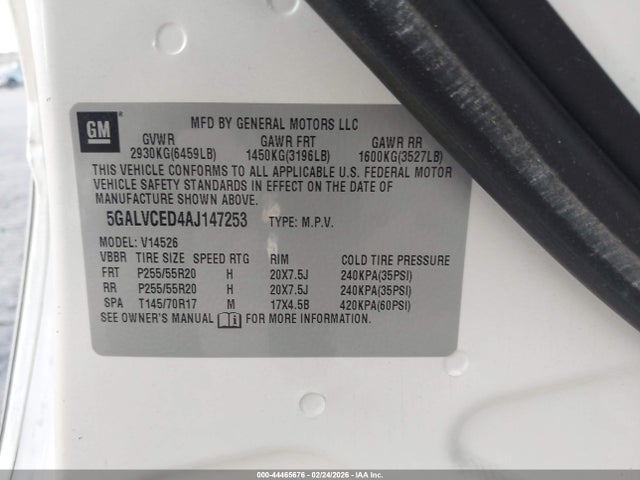 GM
MFD BY GENERAL MOTORS LLC
GVWR GAWR FRT GAWR RR
2930KG(6459LB) 1450KG(3196LB) 1600KG(3527LB)
THIS VEHICLE CONFORMS TO ALL APPLICABLE U.S. FEDERAL MOTOR
VEHICLE SAFETY STANDARDS IN EFFECT ON THE DATE OF
MANUFACTURE SHOWN ABOVE.
5GALVCED4AJ147253 TYPE: M.P.V.
MODEL: V14526
VBBR TIRE SIZE SPEED RTG RIM COLD TIRE PRESSURE
FRT P255/55R20 H 20X7.5J 240KPA(35PSI)
RR P255/55R20 H 20X7.5J 240KPA(35PSI)
SPA T145/70R17 M 17X4.5B 420KPA(60PSI)
SEE OWNER'S MANUAL FOR MORE INFORMATION.
000-44465676 - 02/24/2026 - IAA Inc.